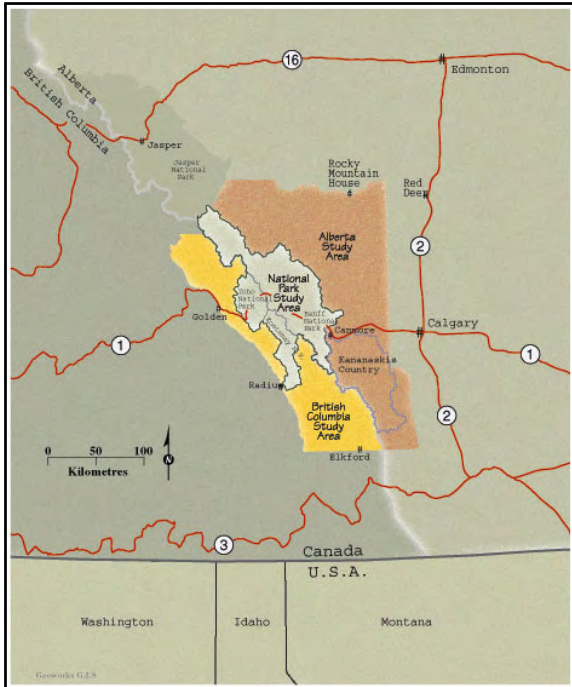 16
Edmonton
Alberta
British Columbia
Jasper
Jasper
National
Park
Rocky
Mountain
House
Red
Deer
Alberta
Study
Area
2
National
Park
Study
Area
Yoho
National
Park
Banff
National
Park
Golden
Kootenay
N.
Canmore
Calgary
1
1
Kananaskis
Country
Radium
2
British
Columbia
Study
Area
0 50 100
Kilometres
N
Elkford
3
Canada
U.S.A.
Washington
Idaho
Montana
Geoworks G.I.S.